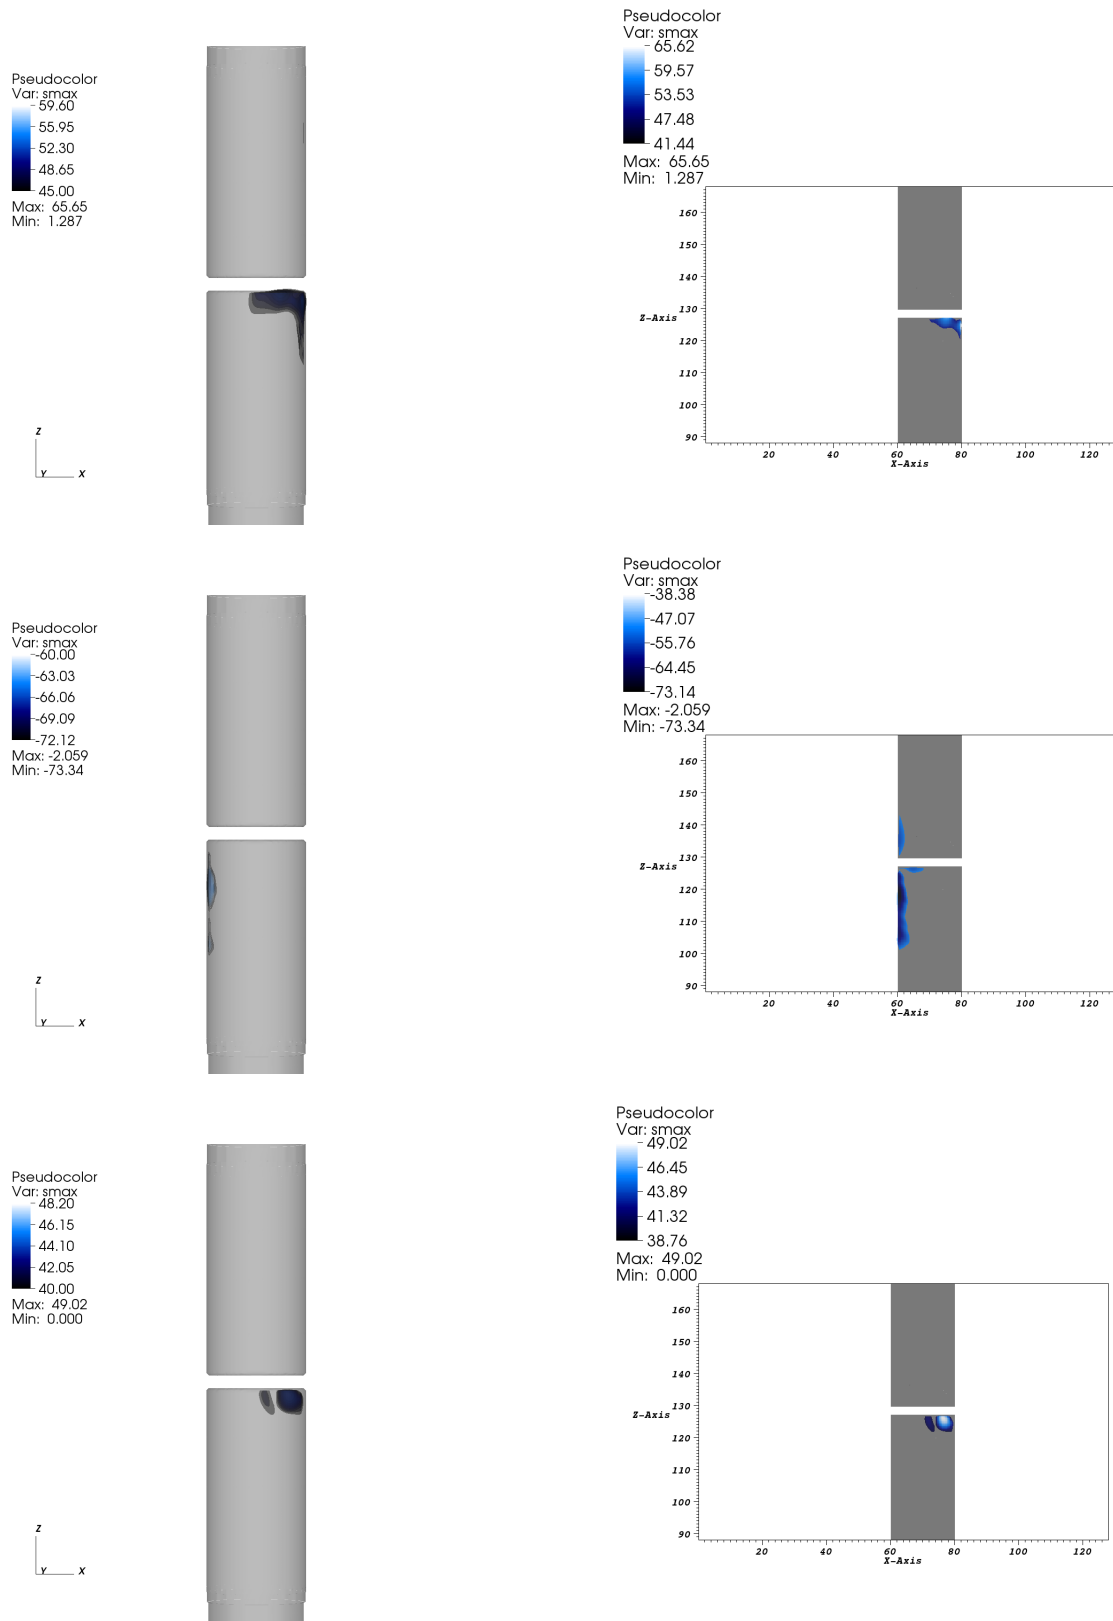 Pseudocolor
Var: smax
59.60
55.95
52.30
48.65
45.00
Max: 65.65
Min: 1.287
Z
Y X
Pseudocolor
Var: smax
65.62
59.57
53.53
47.48
41.44
Max: 65.65
Min: 1.287
160
150
140
130
Z-Axis
120
110
100
90
20 40 60 80 100 120
X-Axis
Pseudocolor
Var: smax
-60.00
-63.03
-66.06
-69.09
-72.12
Max: -2.059
Min: -73.34
Z
Y X
Pseudocolor
Var: smax
-38.38
-47.07
-55.76
-64.45
-73.14
Max: -2.059
Min: -73.34
160
150
140
130
Z-Axis
120
110
100
90
20 40 60 80 100 120
X-Axis
Pseudocolor
Var: smax
48.20
46.15
44.10
42.05
40.00
Max: 49.02
Min: 0.000
Z
Y X
Pseudocolor
Var: smax
49.02
46.45
43.89
41.32
38.76
Max: 49.02
Min: 0.000
160
150
140
130
Z-Axis
120
110
100
90
20 40 60 80 100 120
X-Axis